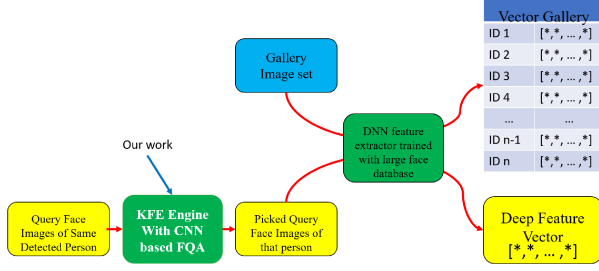 Vector Gallery
ID 1 [*,*, ... ,*]
ID 2 [*,*, ... ,*]
ID 3 [*,*, ... ,*]
ID 4 [*,*, ... ,*]
... ...
ID n-1 [*,*, ... ,*]
ID n [*,*, ... ,*]
Gallery
Image set
DNN feature
extractor trained
with large face
database
Our work
Query Face
Images of Same
Detected Person
KFE Engine
With CNN
based FQA
Picked Query
Face Images of
that person
Deep Feature
Vector
[*,*, ... ,*]